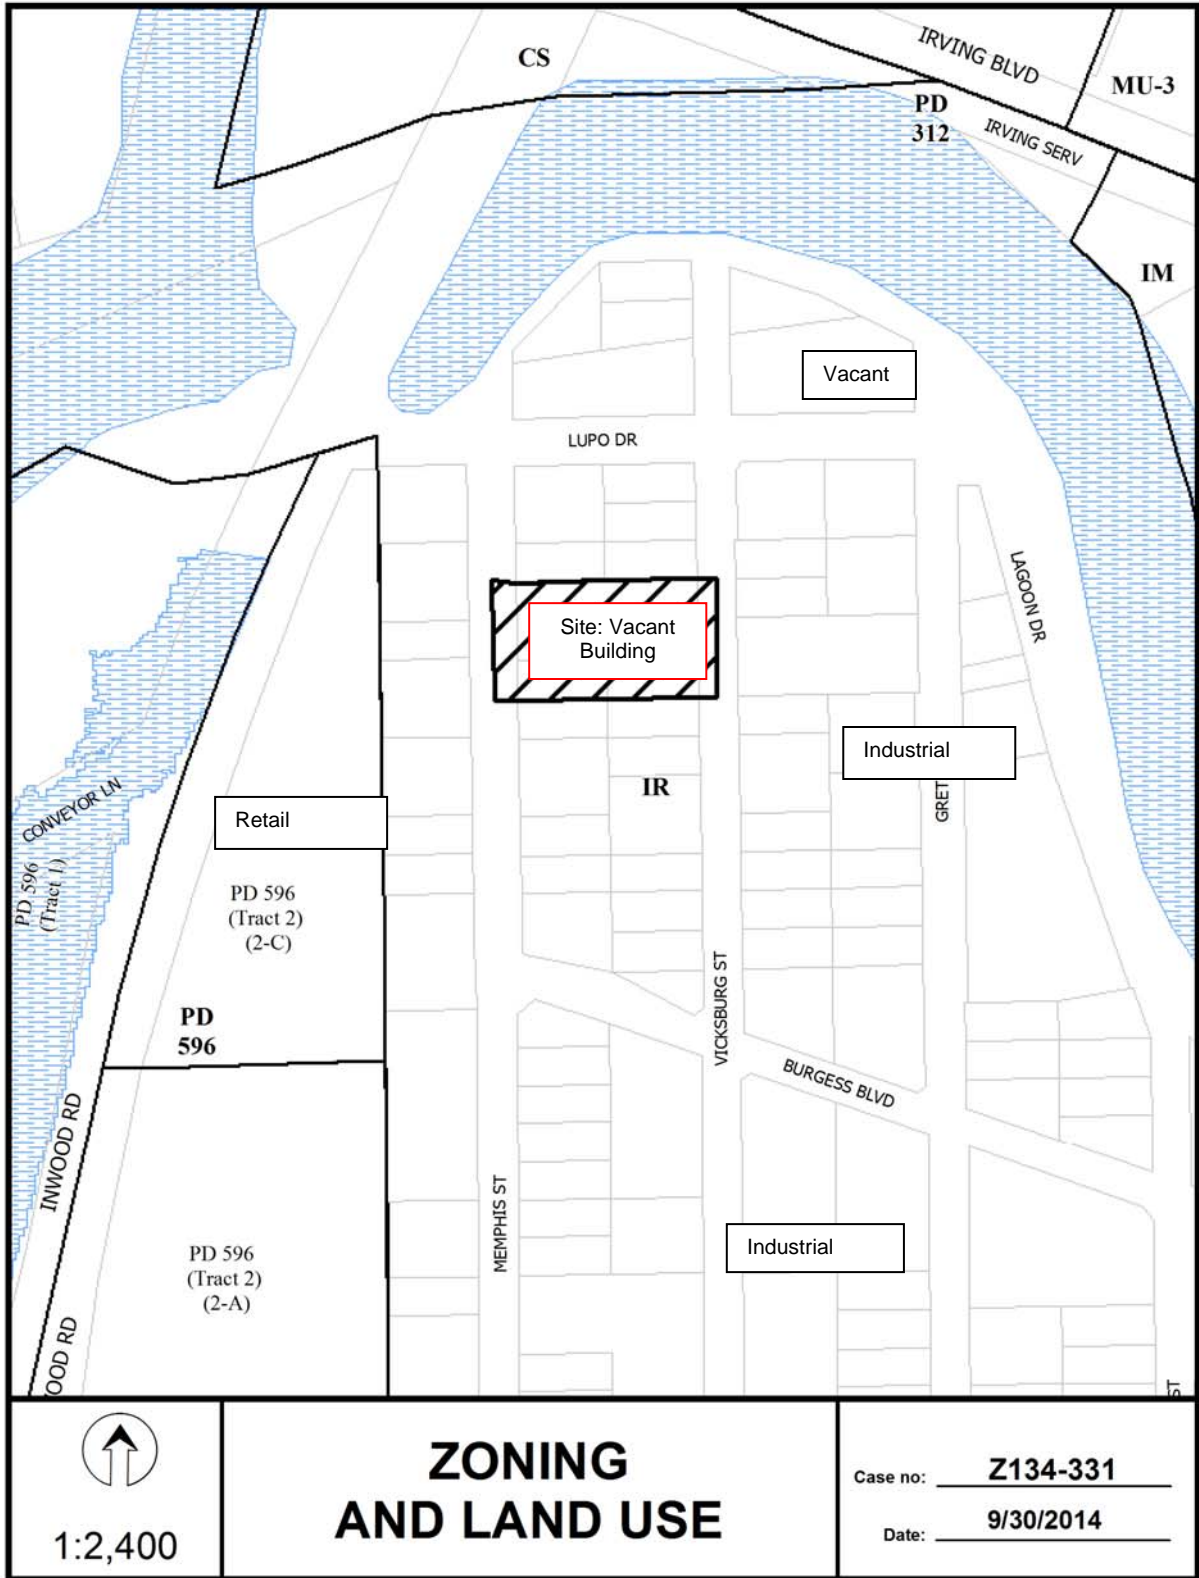 CS
IRVING BLVD
MU-3
PD
312
IRVING SERV
IM
Vacant
LUPO DR
LAGOON DR
Site: Vacant
Building
Industrial
IR
GRET
CONVEYOR LN
Retail
PD 596
(Tract 1)
PD 596
(Tract 2)
(2-C)
PD
596
VICKSBURG ST
BURGESS BLVD
INWOOD RD
MEMPHIS ST
Industrial
PD 596
(Tract 2)
(2-A)
OOD RD
ST
1:2,400
ZONING
AND LAND USE
Case no: Z134-331
Date: 9/30/2014